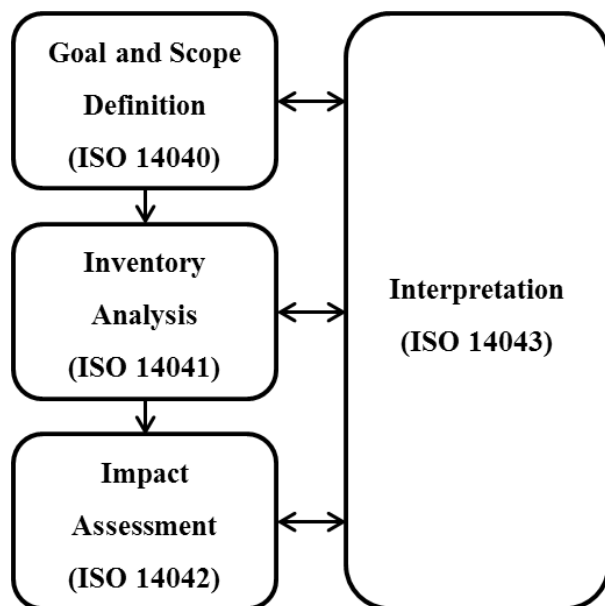 Goal and Scope
Definition
(ISO 14040)
Inventory
Analysis
(ISO 14041)
Impact
Assessment
(ISO 14042)
Interpretation
(ISO 14043)